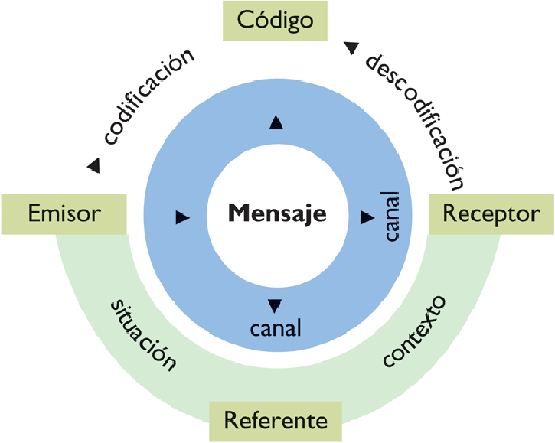 Código
codificación
descodificación
Emisor
Mensaje
canal
Receptor
situación
canal
contexto
Referente